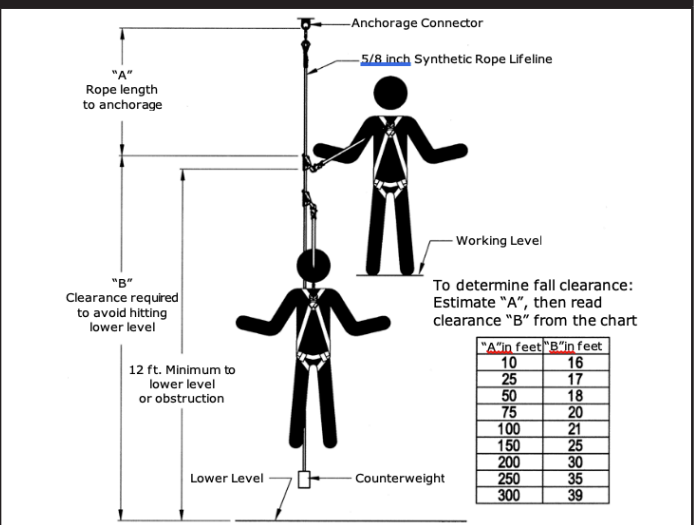 Anchorage Connector
5/8 inch Synthetic Rope Lifeline
"A"
Rope length
to anchorage
Working Level
"B"
Clearance required
to avoid hitting
lower level
To determine fall clearance:
Estimate "A", then read
clearance "B" from the chart
"A"in feet "B"in feet
10 16
25 17
50 18
75 20
100 21
150 25
200 30
250 35
300 39
12 ft. Minimum to
lower level
or obstruction
Lower Level
Counterweight